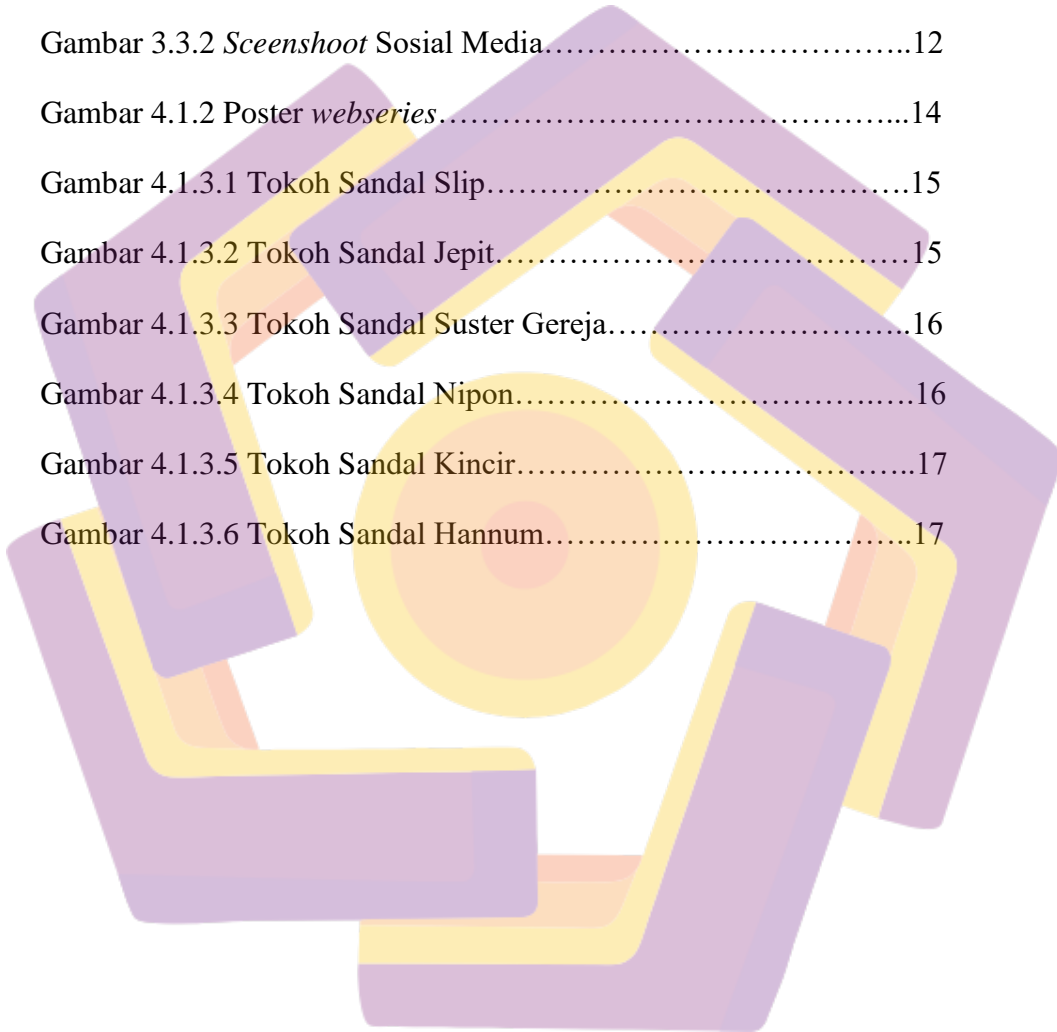 Gambar 3.3.2 Sceenshoot Sosial Media……………………………..12
Gambar 4.1.2 Poster webseries……………………………………...14
Gambar 4.1.3.1 Tokoh Sandal Slip………………………………….15
Gambar 4.1.3.2 Tokoh Sandal Jepit…………………………………15
Gambar 4.1.3.3 Tokoh Sandal Suster Gereja………………………..16
Gambar 4.1.3.4 Tokoh Sandal Nipon…………………………….….16
Gambar 4.1.3.5 Tokoh Sandal Kincir………………………………..17
Gambar 4.1.3.6 Tokoh Sandal Hannum……………………………..17